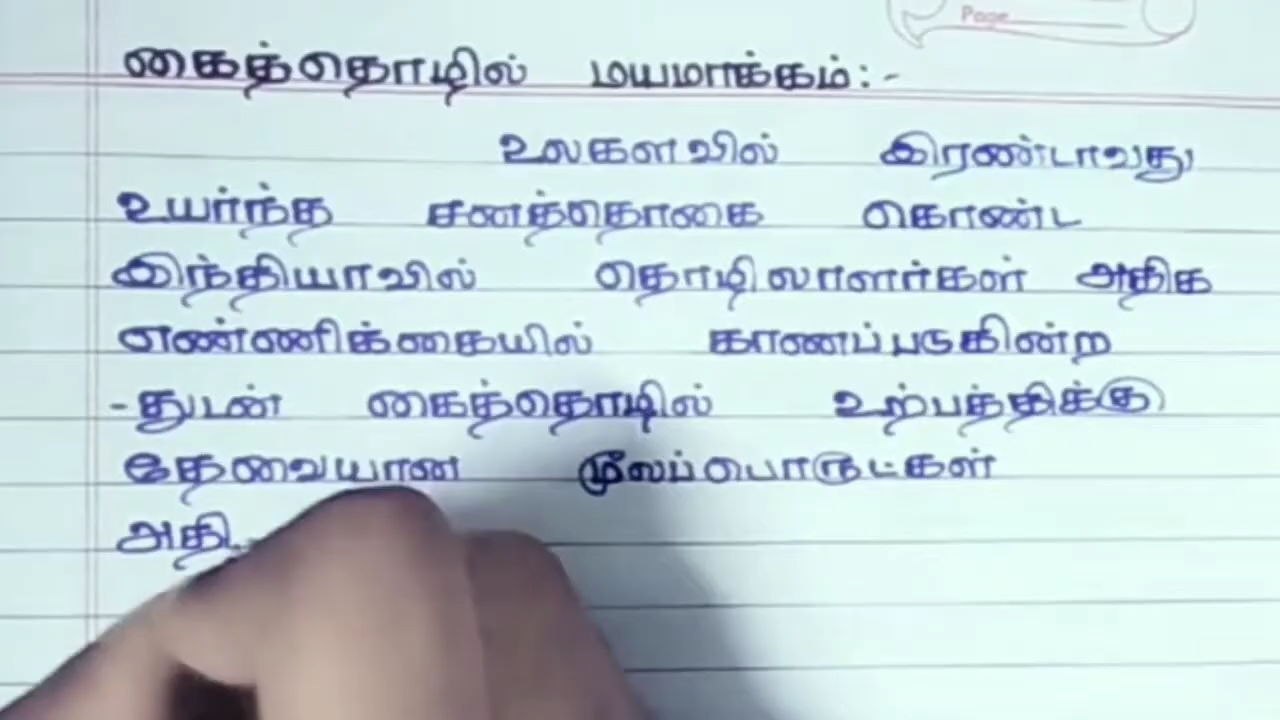 Page
கைத்தொழில் மயமாக்கம்:-
உலகளவில் இரண்டாவது
உயர்ந்த சனத்தொகை கொண்ட
இந்தியாவில் தொழிலாளர்கள் அதிக
எண்ணிக்கையில் காணப்படுகின்ற
-துடன் கைத்தொழில் உற்பத்திக்கு
தேவையான மூலப்பொருட்கள்